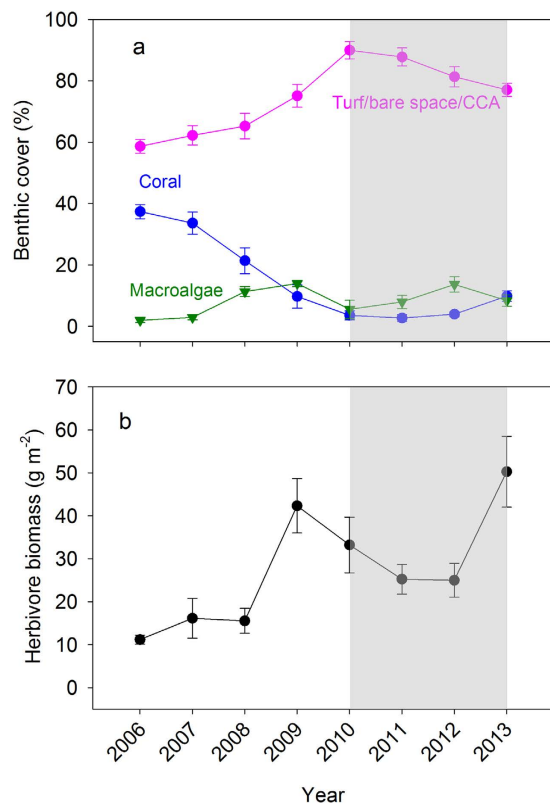 a
100
80
60
40
20
0
Benthic cover (%)
Turf/bare space/CCA
Coral
Macroalgae
b
70
60
50
40
30
20
10
0
Herbivore biomass (g m-2)
2006 2007 2008 2009 2010 2011 2012 2013
Year